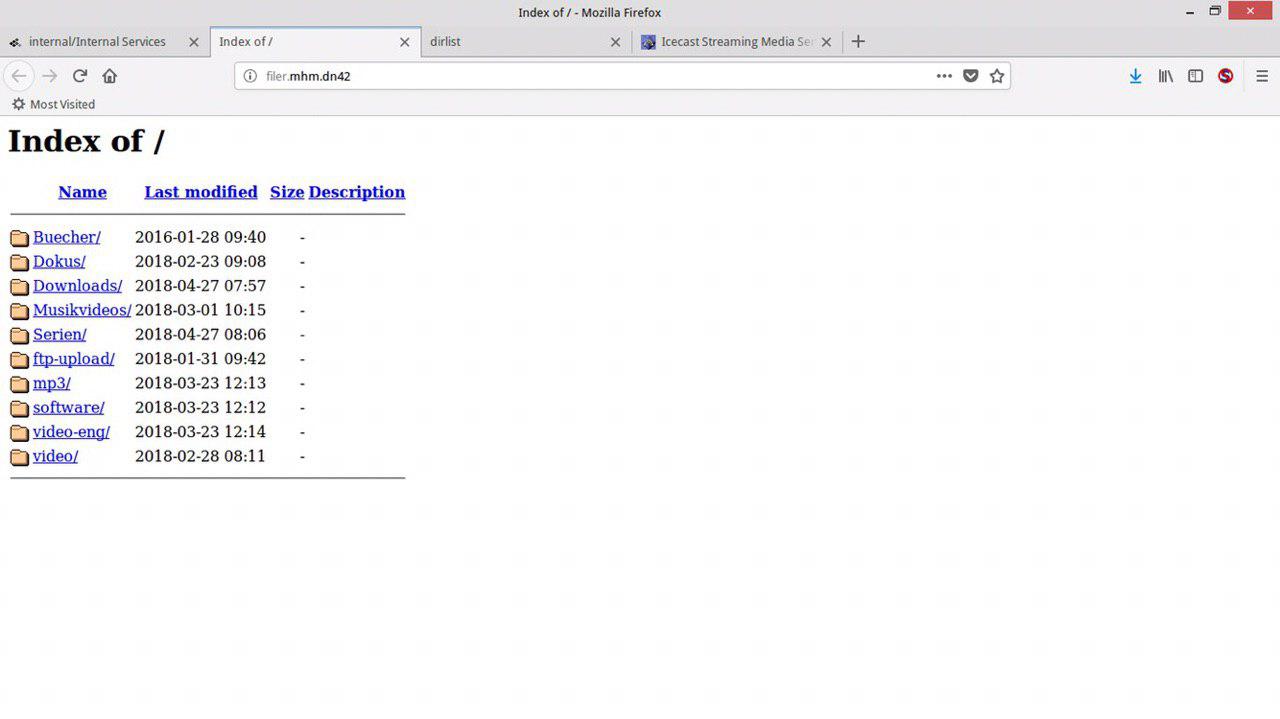 Index of / - Mozilla Firefox
internal/Internal Services
Index of /
dirlist
Icecast Streaming Media Ser
filer.mhm.dn42
Most Visited
Index of /
Name Last modified Size Description
Buecher/ 2016-01-28 09:40 -
Dokus/ 2018-02-23 09:08 -
Downloads/ 2018-04-27 07:57 -
Musikvideos/ 2018-03-01 10:15 -
Serien/ 2018-04-27 08:06 -
ftp-upload/ 2018-01-31 09:42 -
mp3/ 2018-03-23 12:13 -
software/ 2018-03-23 12:12 -
video-eng/ 2018-03-23 12:14 -
video/ 2018-02-28 08:11 -